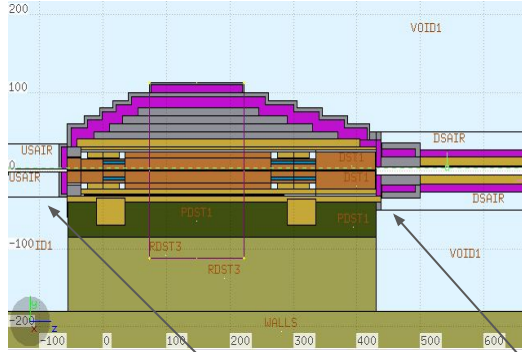 200
VOID1
100
USAIR
DSAIR
DST1
0
USAIR
DST1
DSAIR
PDST1
PDST1
-100
ID1
RDST3
VOID1
RDST3
-200
WALLS
x
z
-100 0 100 200 300 400 500 600